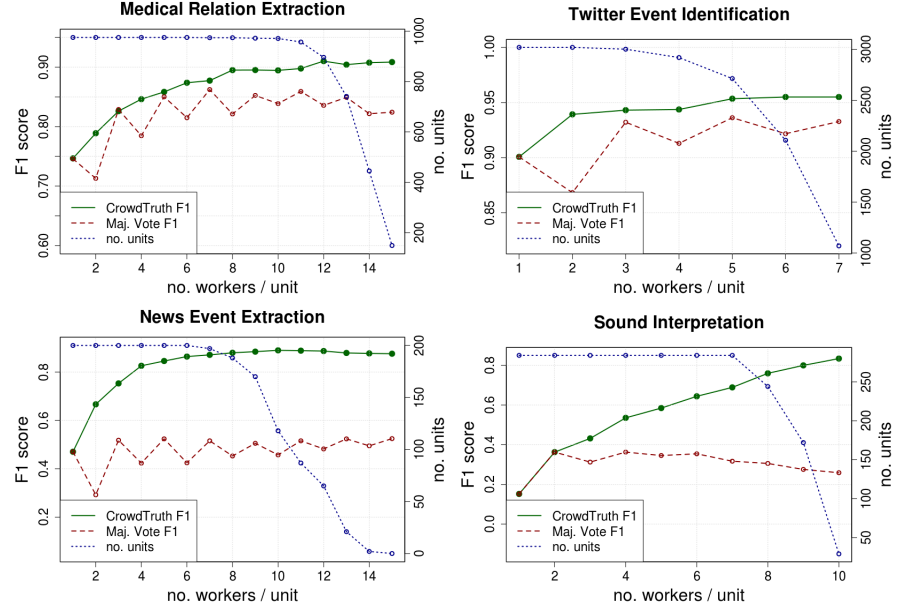 Medical Relation Extraction
F1 score
0.60 0.70 0.80 0.90
200 400 600 800 1000
no. units
CrowdTruth F1
Maj. Vote F1
no. units
2 4 6 8 10 12 14
no. workers / unit
Twitter Event Identification
F1 score
0.85 0.90 0.95 1.00
1000 1500 2000 2500 3000
no. units
CrowdTruth F1
Maj. Vote F1
no. units
1 2 3 4 5 6 7
no. workers / unit
News Event Extraction
F1 score
0.2 0.4 0.6 0.8
0 50 100 150 200
no. units
CrowdTruth F1
Maj. Vote F1
no. units
2 4 6 8 10 12 14
no. workers / unit
Sound Interpretation
F1 score
0.0 0.2 0.4 0.6 0.8
50 100 150 200 250
no. units
CrowdTruth F1
Maj. Vote F1
no. units
2 4 6 8 10
no. workers / unit